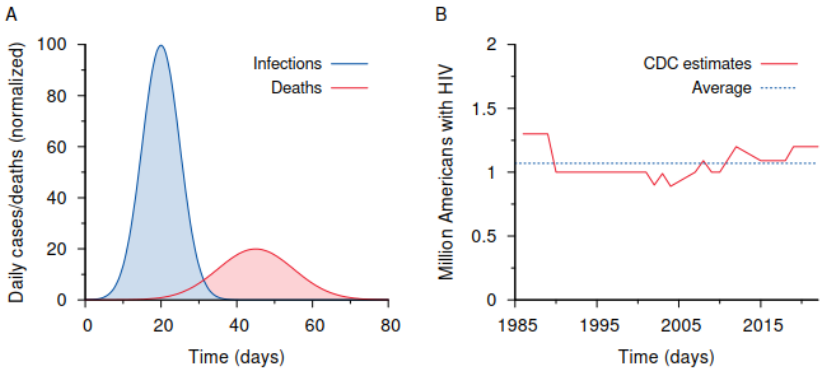 A
Daily cases/deaths (normalized)
100
80
60
40
20
0
Infections
Deaths
0 20 40 60 80
Time (days)
B
Million Americans with HIV
2
1.5
1
0.5
0
CDC estimates
Average
1985 1995 2005 2015
Time (days)